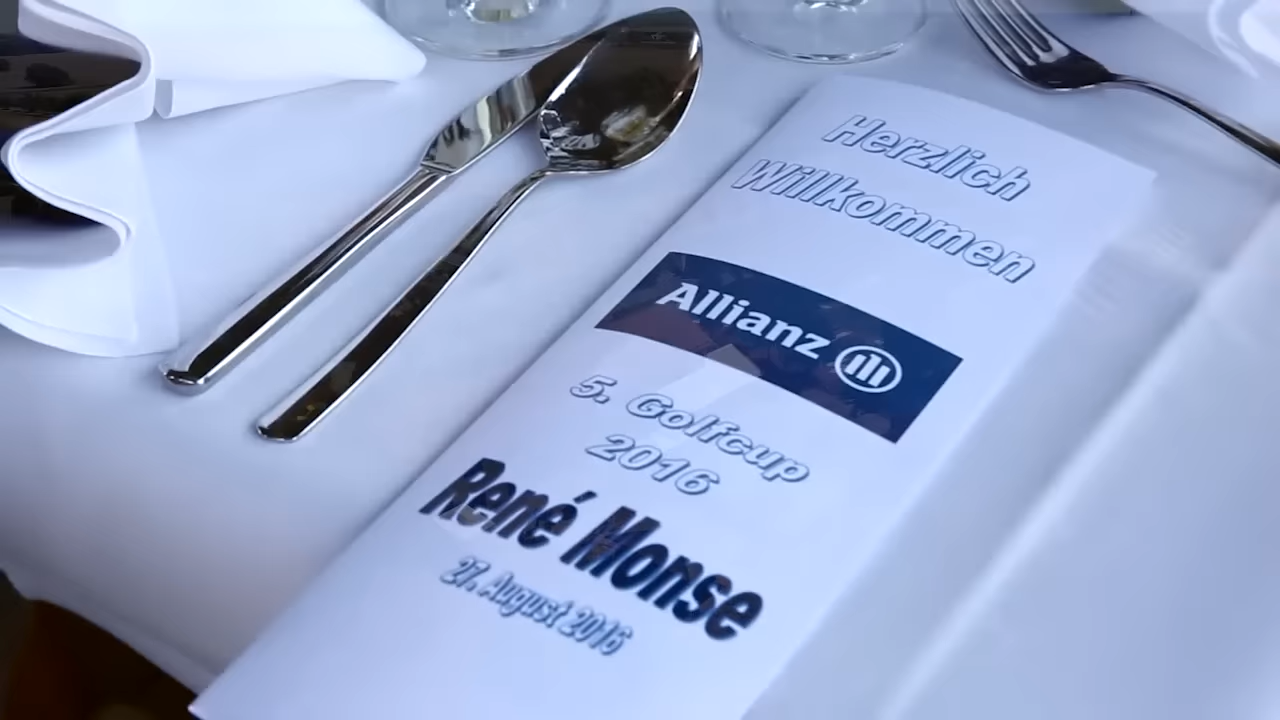 Herzlich
Willkommen
Allianz
5. Golfcup
2016
René Monse
27. August 2016